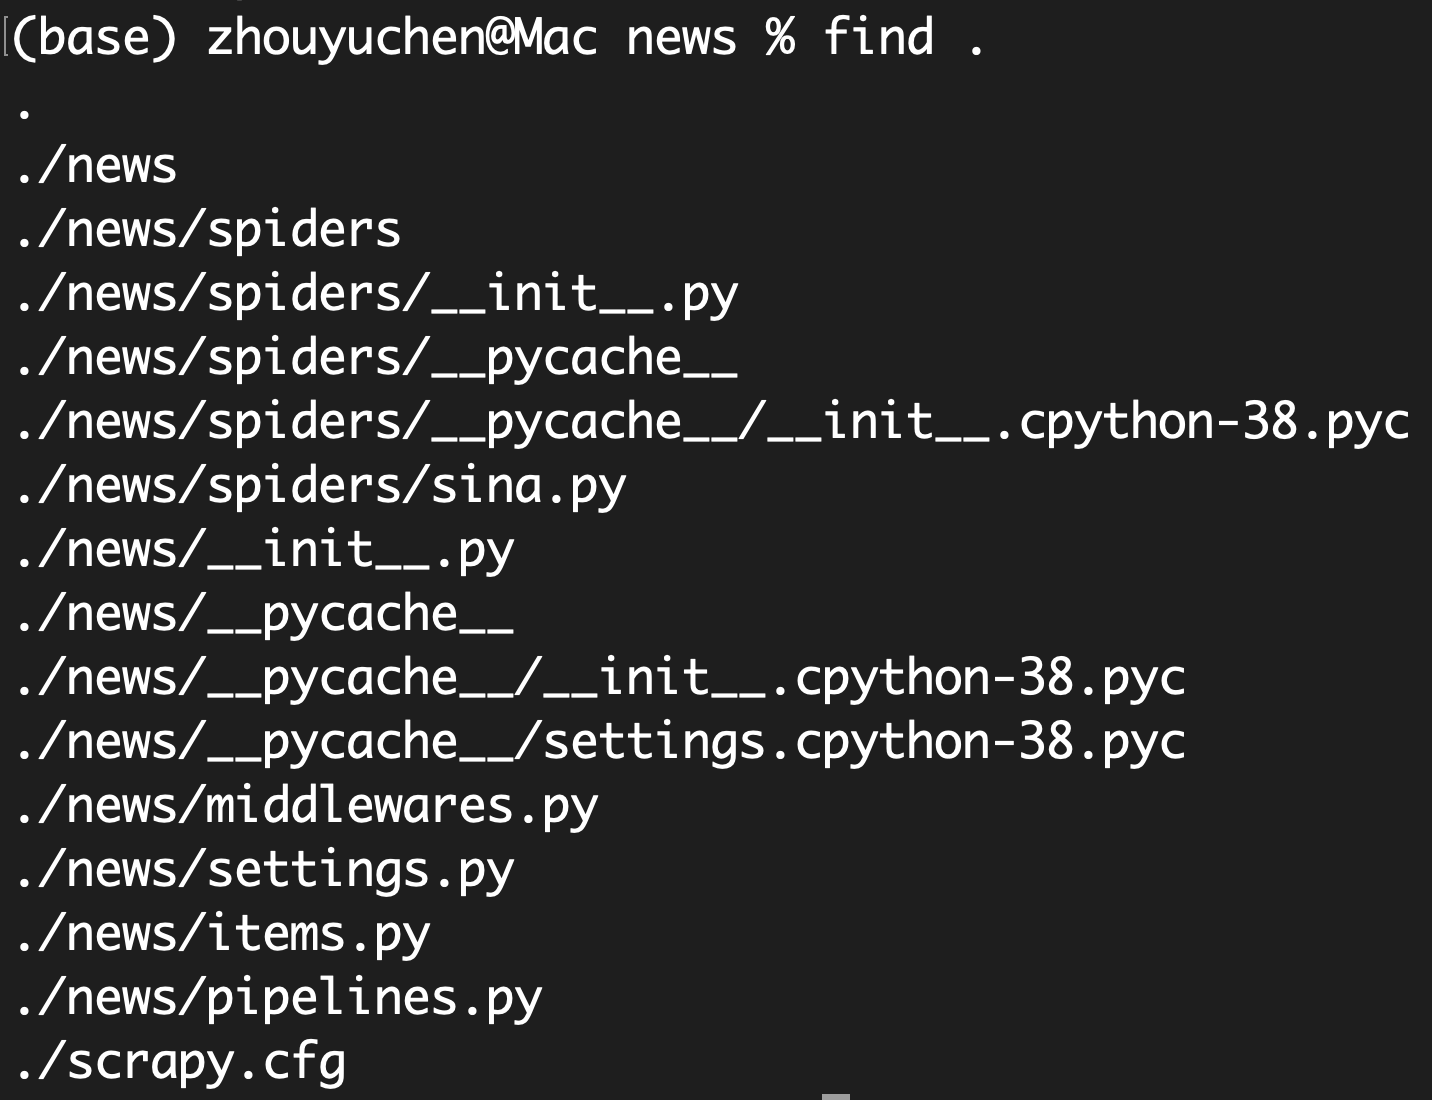 (base) zhouyuchen@Mac news % find .
.
./news
./news/spiders
./news/spiders/__init__.py
./news/spiders/__pycache__
./news/spiders/__pycache__/__init__.cpython-38.pyc
./news/spiders/sina.py
./news/__init__.py
./news/__pycache__
./news/__pycache__/__init__.cpython-38.pyc
./news/__pycache__/settings.cpython-38.pyc
./news/middlewares.py
./news/settings.py
./news/items.py
./news/pipelines.py
./scrapy.cfg